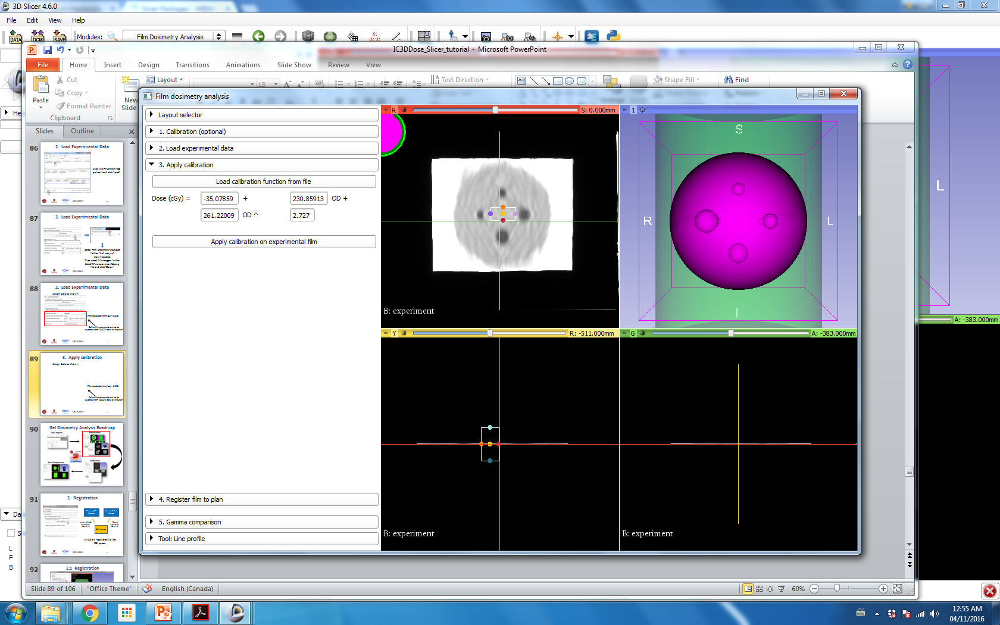 3D Slicer 4.6.0
File Edit View Help
DATA DCM SAVE Modules: Film Dosimetry Analysis
IC3DDose_Slicer_tutorial - Microsoft PowerPoint
File Home Insert Design Transitions Animations Slide Show Review View
Paste Cut Copy Format Painter
Clipboard
New Slide
Layout
18
Text Direction
Shape Fill
Find
Slides Outline
86
2. Load Experimental Data
87
2. Load Experimental Data
88
2. Load Experimental Data
89
3. Apply calibration
90
Gel Dosimetry Analysis Roadmap
91
2. Registration
92
2.1 Registration
Film dosimetry analysis
Layout selector
1. Calibration (optional)
2. Load experimental data
3. Apply calibration
Load calibration function from file
Dose (cGy) = -35.07859 + 230.85913 OD +
261.22009 OD ^ 2.727
Apply calibration on experimental film
4. Register film to plan
5. Gamma comparison
Tool: Line profile
R S: 0.000mm
B: experiment
1
S
R L
I
Y R: -511.000mm
B: experiment
G A: -383.000mm
B: experiment
L
A: -383.000mm
He
Da
S
L
F
B
Slide 89 of 106 "Office Theme" English (Canada) 60%
12:55 AM
04/11/2016